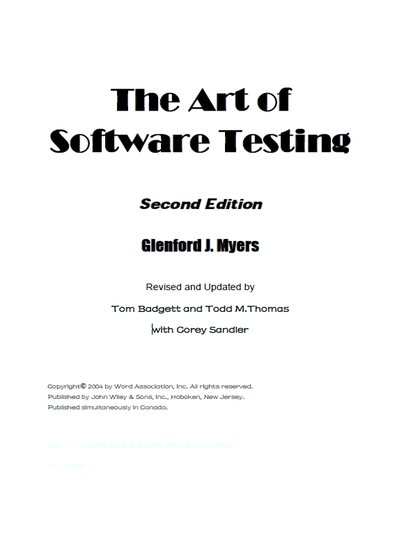 The Art of
Software Testing
Second Edition
Glenford J. Myers
Revised and Updated by
Tom Badgett and Todd M.Thomas
with Corey Sandler
Copyright© 2004 by Word Association, Inc. All rights reserved.
Published by John Wiley & Sons, Inc., Hoboken, New Jersey.
Published simultaneously in Canada.